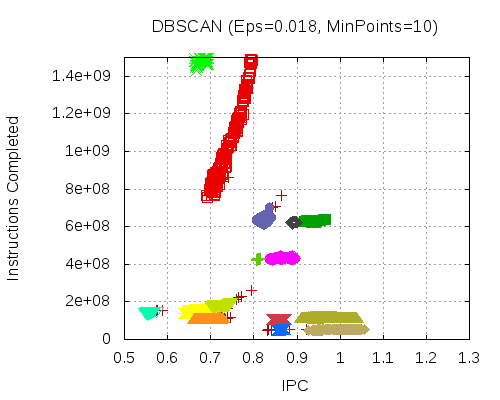 DBSCAN (Eps=0.018, MinPoints=10)
1.4e+09
1.2e+09
1e+09
8e+08
6e+08
4e+08
2e+08
0
Instructions Completed
0.5 0.6 0.7 0.8 0.9 1 1.1 1.2 1.3
IPC